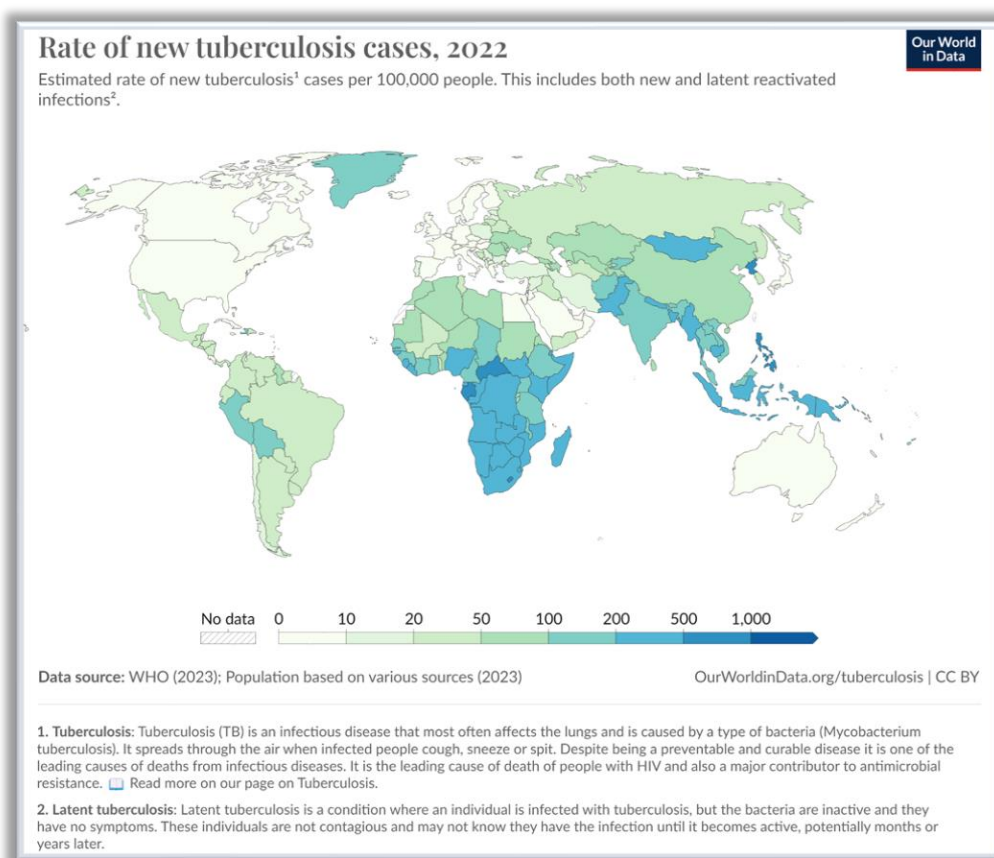 Rate of new tuberculosis cases, 2022
Our World
in Data
Estimated rate of new tuberculosis¹ cases per 100,000 people. This includes both new and latent reactivated
infections².
No data 0 10 20 50 100 200 500 1,000
Data source: WHO (2023); Population based on various sources (2023)
OurWorldinData.org/tuberculosis | CC BY
1. Tuberculosis: Tuberculosis (TB) is an infectious disease that most often affects the lungs and is caused by a type of bacteria (Mycobacterium
tuberculosis). It spreads through the air when infected people cough, sneeze or spit. Despite being a preventable and curable disease it is one of the
leading causes of deaths from infectious diseases. It is the leading cause of death of people with HIV and also a major contributor to antimicrobial
resistance. 📖 Read more on our page on Tuberculosis.
2. Latent tuberculosis: Latent tuberculosis is a condition where an individual is infected with tuberculosis, but the bacteria are inactive and they
have no symptoms. These individuals are not contagious and may not know they have the infection until it becomes active, potentially months or
years later.